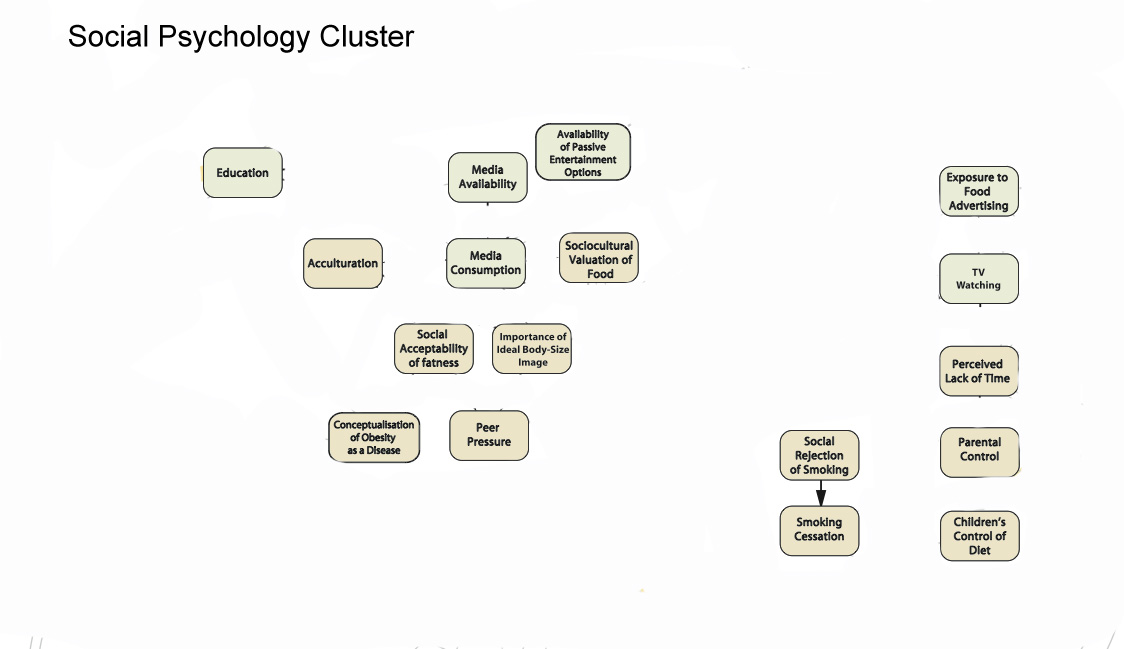 Social Psychology Cluster
Education
Media
Availability
Availability
of Passive
Entertainment
Options
Exposure to
Food
Advertising
Acculturation
Media
Consumption
Sociocultural
Valuation of
Food
TV
Watching
Social
Acceptability
of fatness
Importance of
Ideal Body-Size
Image
Perceived
Lack of Time
Conceptualisation
of Obesity
as a Disease
Peer
Pressure
Social
Rejection
of Smoking
Parental
Control
Smoking
Cessation
Children's
Control of
Diet